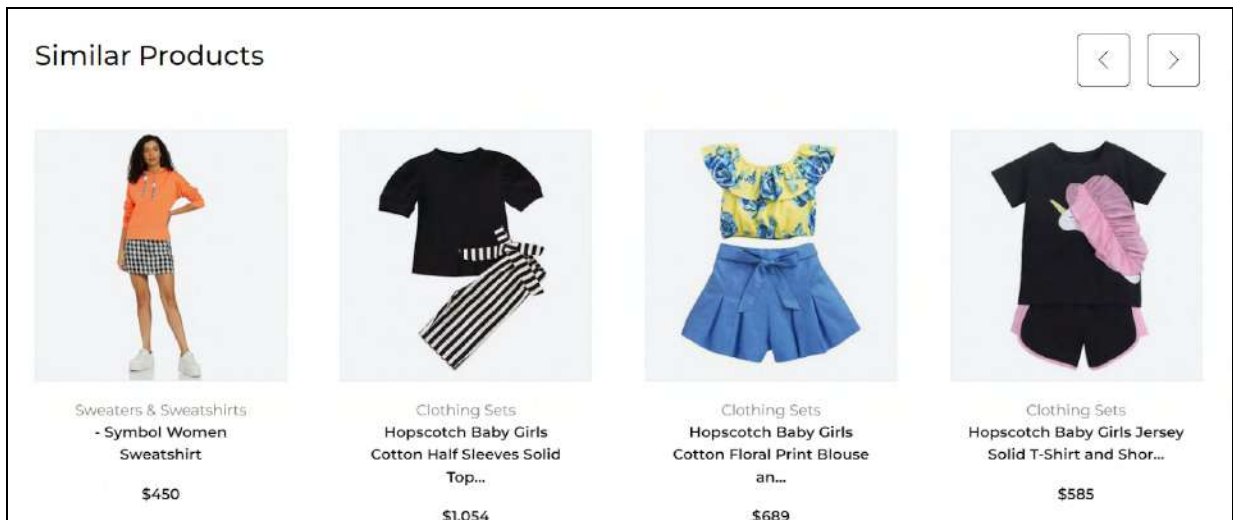 Similar Products
Sweaters & Sweatshirts
- Symbol Women
Sweatshirt
$450
Clothing Sets
Hopscotch Baby Girls
Cotton Half Sleeves Solid
Top...
$1,054
Clothing Sets
Hopscotch Baby Girls
Cotton Floral Print Blouse
an...
$689
Clothing Sets
Hopscotch Baby Girls Jersey
Solid T-Shirt and Shor...
$585